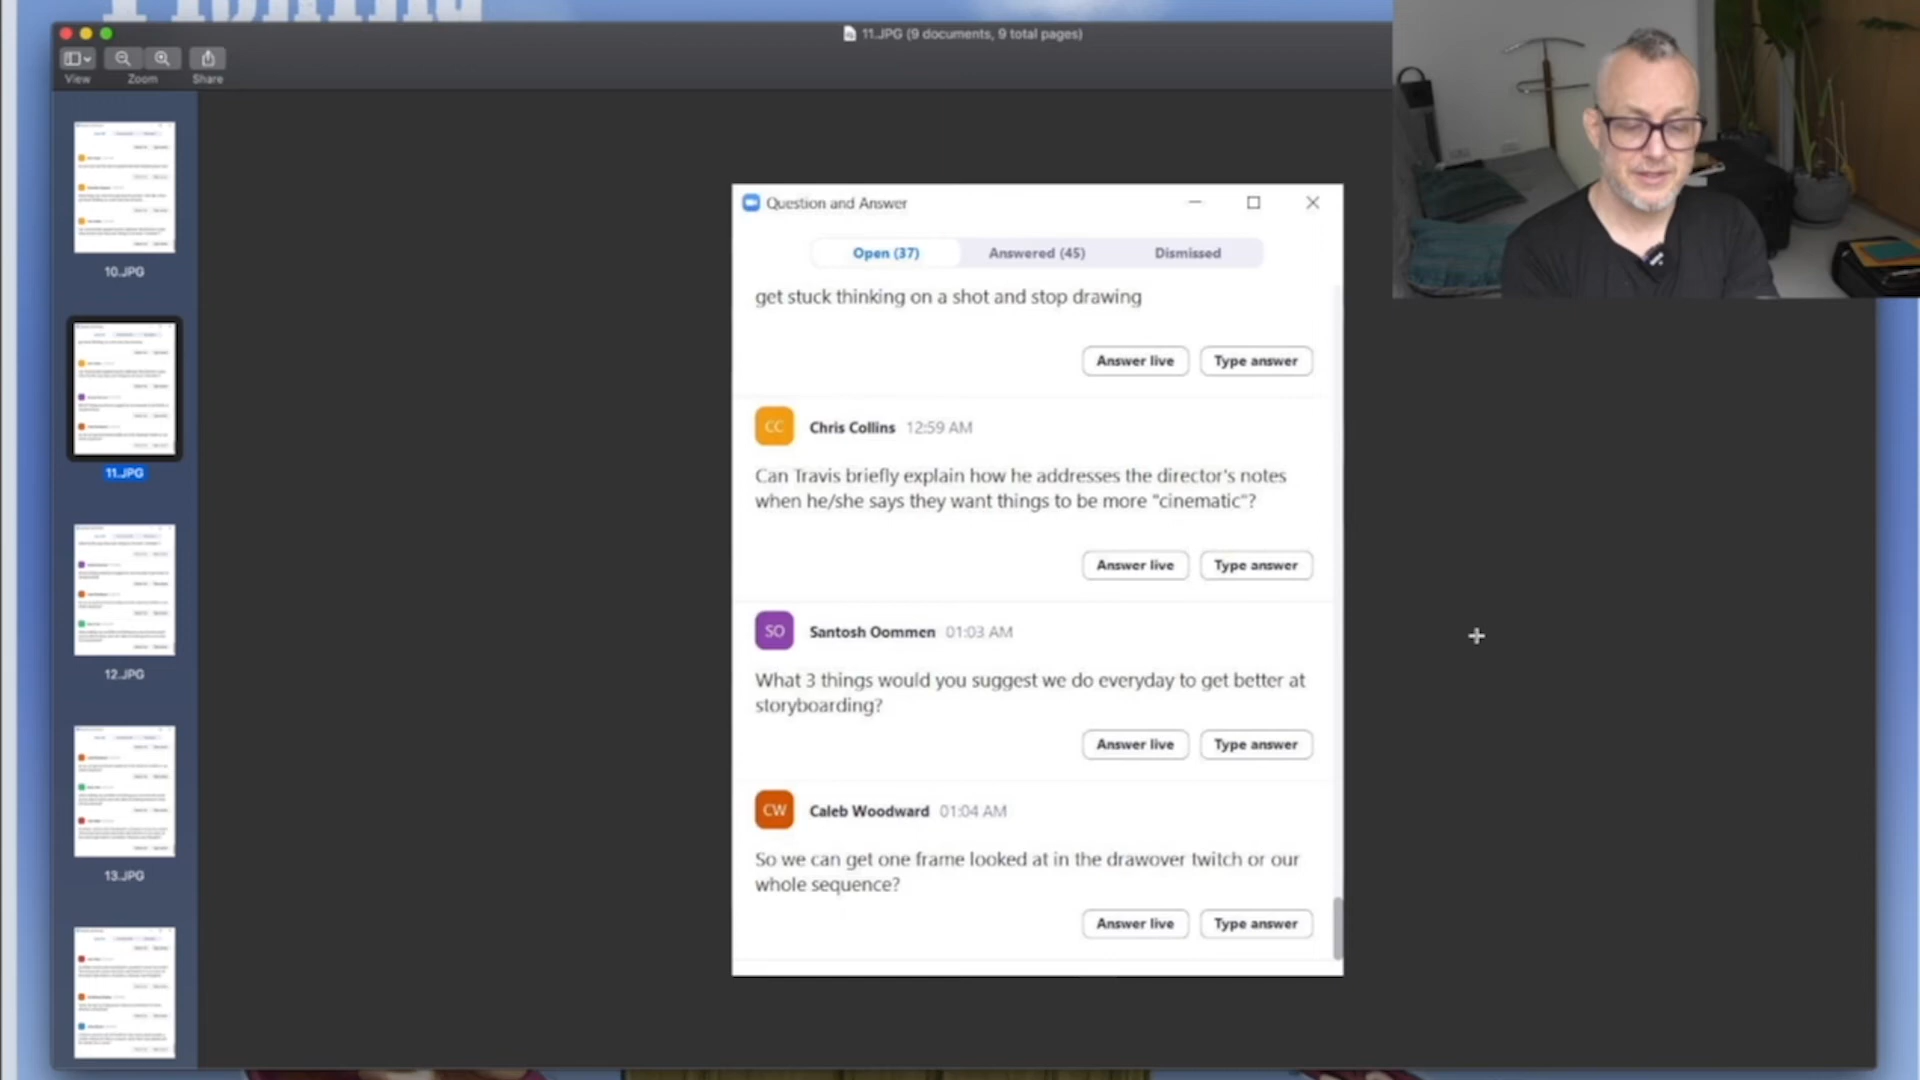 11.JPG (9 documents, 9 total pages)
View
Zoom
Share
10.JPG
11.JPG
12.JPG
13.JPG
Question and Answer
Open (37)
Answered (45)
Dismissed
get stuck thinking on a shot and stop drawing
Answer live
Type answer
CC
Chris Collins 12:59 AM
Can Travis briefly explain how he addresses the director's notes
when he/she says they want things to be more "cinematic"?
Answer live
Type answer
SO
Santosh Oommen 01:03 AM
What 3 things would you suggest we do everyday to get better at
storyboarding?
Answer live
Type answer
CW
Caleb Woodward 01:04 AM
So we can get one frame looked at in the drawover twitch or our
whole sequence?
Answer live
Type answer